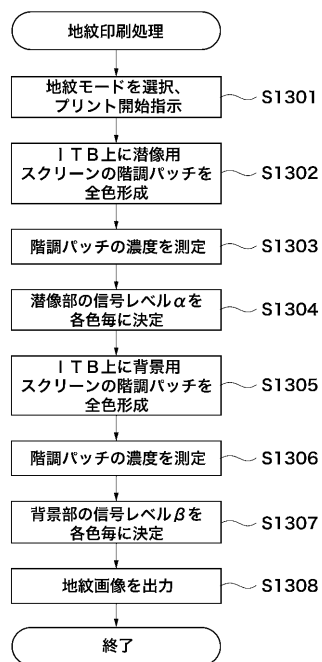 地紋印刷処理
地紋モードを選択、
プリント開始指示
S1301
ＩＴＢ上に潜像用
スクリーンの階調パッチを
全色形成
S1302
階調パッチの濃度を測定
S1303
潜像部の信号レベルαを
各色毎に決定
S1304
ＩＴＢ上に背景用
スクリーンの階調パッチを
全色形成
S1305
階調パッチの濃度を測定
S1306
背景部の信号レベルβを
各色毎に決定
S1307
地紋画像を出力
S1308
終了